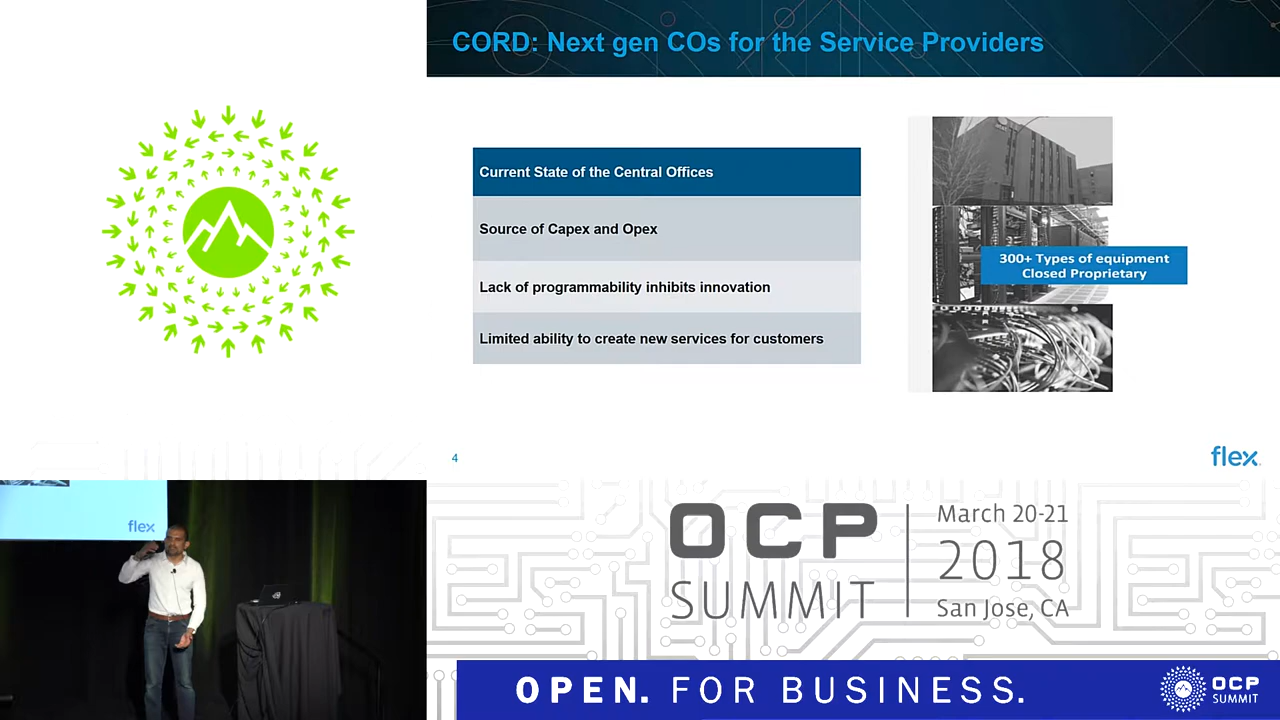 CORD: Next gen COs for the Service Providers
Current State of the Central Offices
Source of Capex and Opex
Lack of programmability inhibits innovation
Limited ability to create new services for customers
300+ Types of equipment
Closed Proprietary
4
flex
flex
OCP
SUMMIT
March 20-21
2018
San Jose, CA
OPEN. FOR BUSINESS.
OCP
SUMMIT